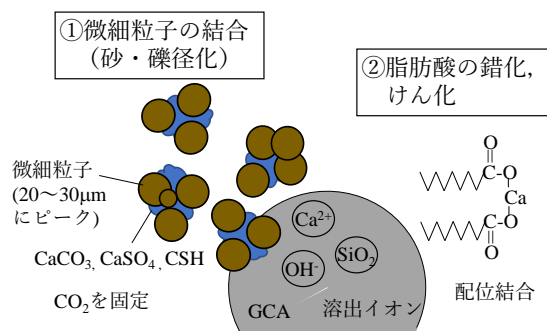 ①微細粒子の結合
（砂・礫径化）
②脂肪酸の錯化，
けん化
微細粒子
(20～30μm
にピーク)
CaCO₃, CaSO₄, CSH
CO₂を固定
Ca²⁺
OH⁻
SiO₂
GCA
溶出イオン
O
C-O
Ca
C-O
O
配位結合